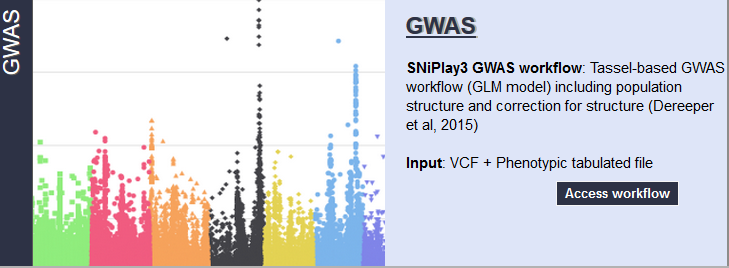 GWAS
GWAS
SNiPlay3 GWAS workflow: Tassel-based GWAS
workflow (GLM model) including population
structure and correction for structure (Dereeper
et al, 2015)
Input: VCF + Phenotypic tabulated file
Access workflow